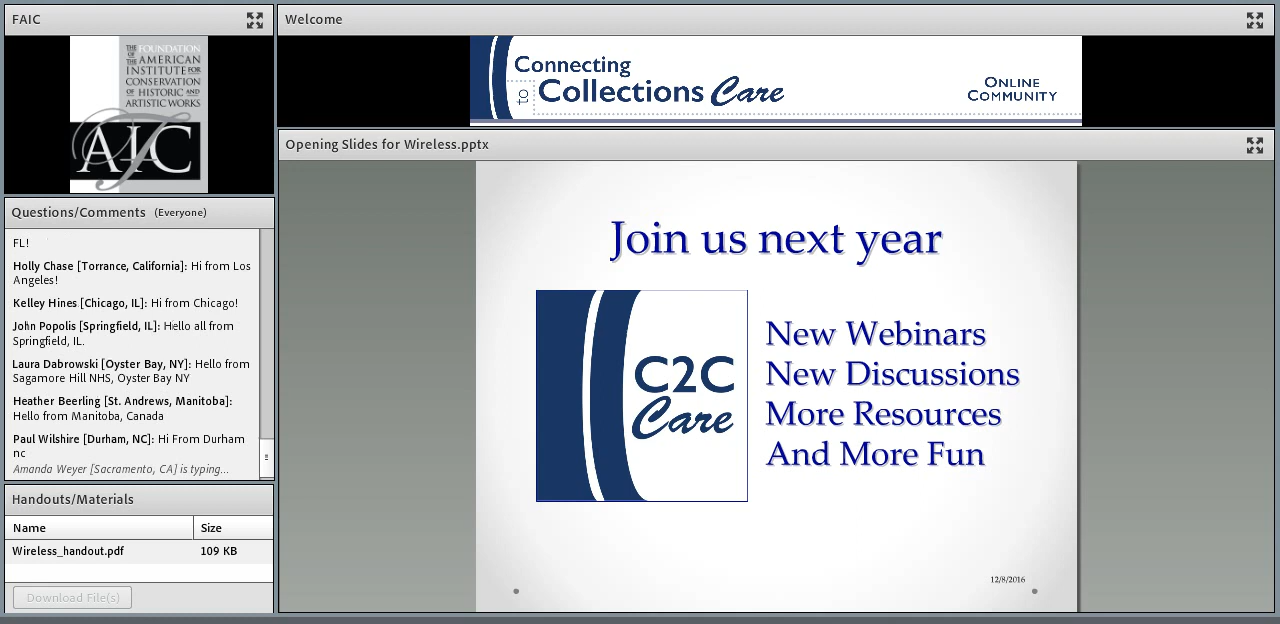 FAIC
THE FOUNDATION
OF THE AMERICAN
INSTITUTE FOR
CONSERVATION
OF HISTORIC AND
ARTISTIC WORKS
AIC
Welcome
Connecting
to Collections Care
ONLINE
COMMUNITY
Questions/Comments (Everyone)
FL!
Holly Chase [Torrance, California]: Hi from Los
Angeles!
Kelley Hines [Chicago, IL]: Hi from Chicago!
John Popolis [Springfield, IL]: Hello all from
Springfield, IL.
Laura Dabrowski [Oyster Bay, NY]: Hello from
Sagamore Hill NHS, Oyster Bay NY
Heather Beerling [St. Andrews, Manitoba]:
Hello from Manitoba, Canada
Paul Wilshire [Durham, NC]: Hi From Durham
nc
Amanda Weyer [Sacramento, CA] is typing...
Handouts/Materials
Name Size
Wireless_handout.pdf 109 KB
Download File(s)
Opening Slides for Wireless.pptx
Join us next year
C2C
Care
New Webinars
New Discussions
More Resources
And More Fun
12/8/2016